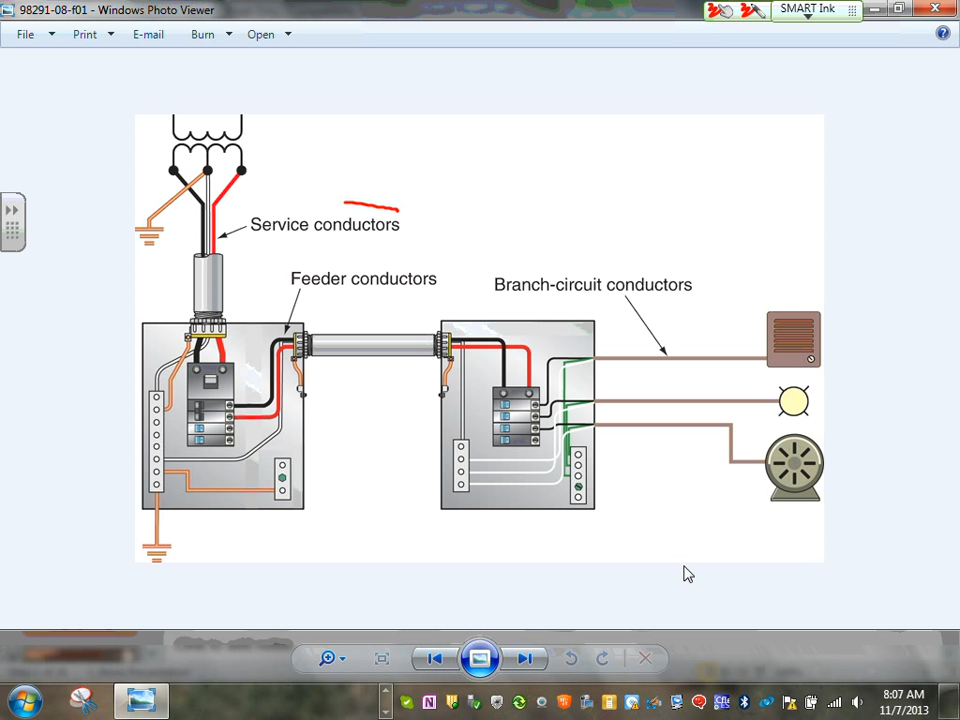 98291-08-f01 - Windows Photo Viewer
SMART Ink
File Print E-mail Burn Open
Service conductors
Feeder conductors
Branch-circuit conductors
8:07 AM
11/7/2013